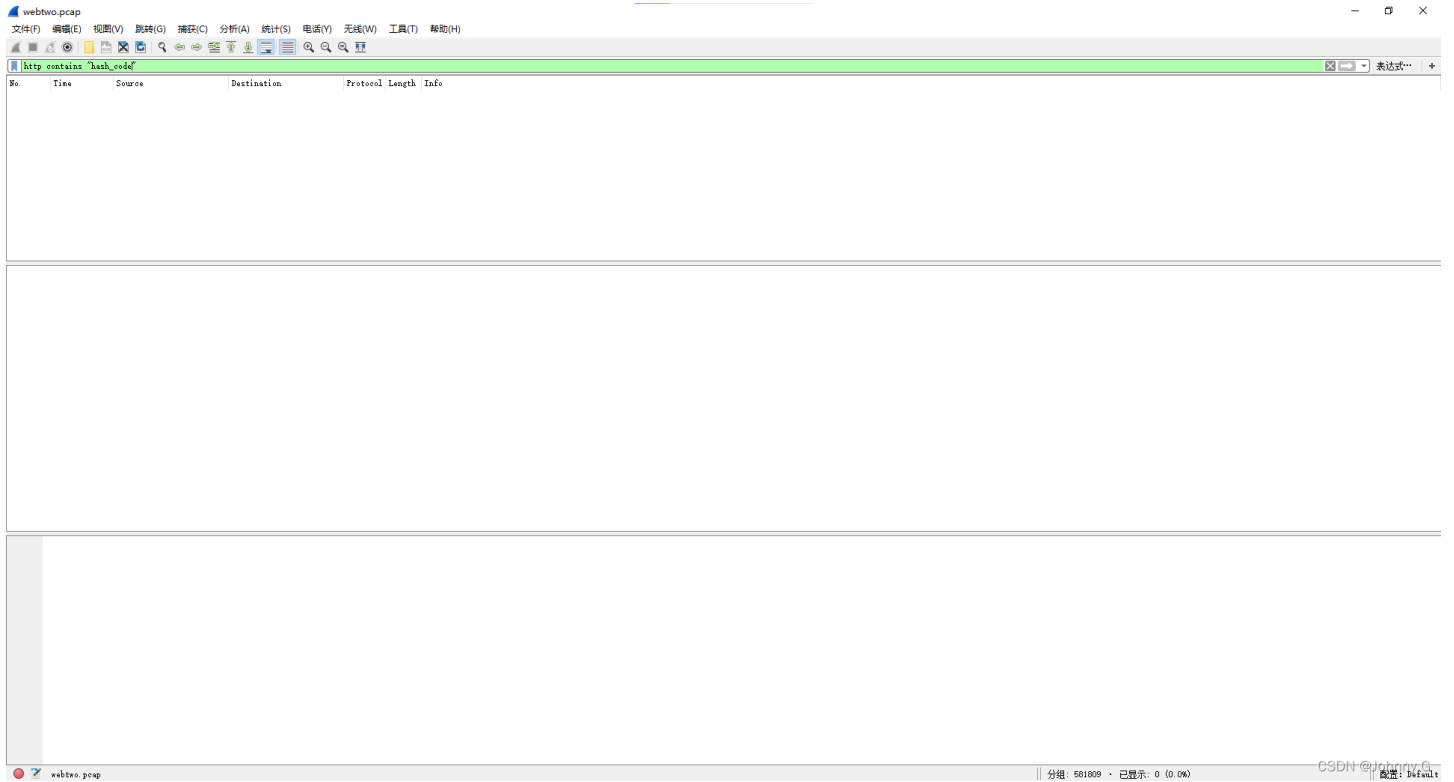 webtwo.pcap
文件(F) 编辑(E) 视图(V) 跳转(G) 捕获(C) 分析(A) 统计(S) 电话(Y) 无线(W) 工具(T) 帮助(H)
http contains "hash_code" 表达式… +
No. Time Source Destination Protocol Length Info
CSDN @Johnny_G
webtwo.pcap 分组: 581809 · 已显示: 0 (0.0%) 配置: Default